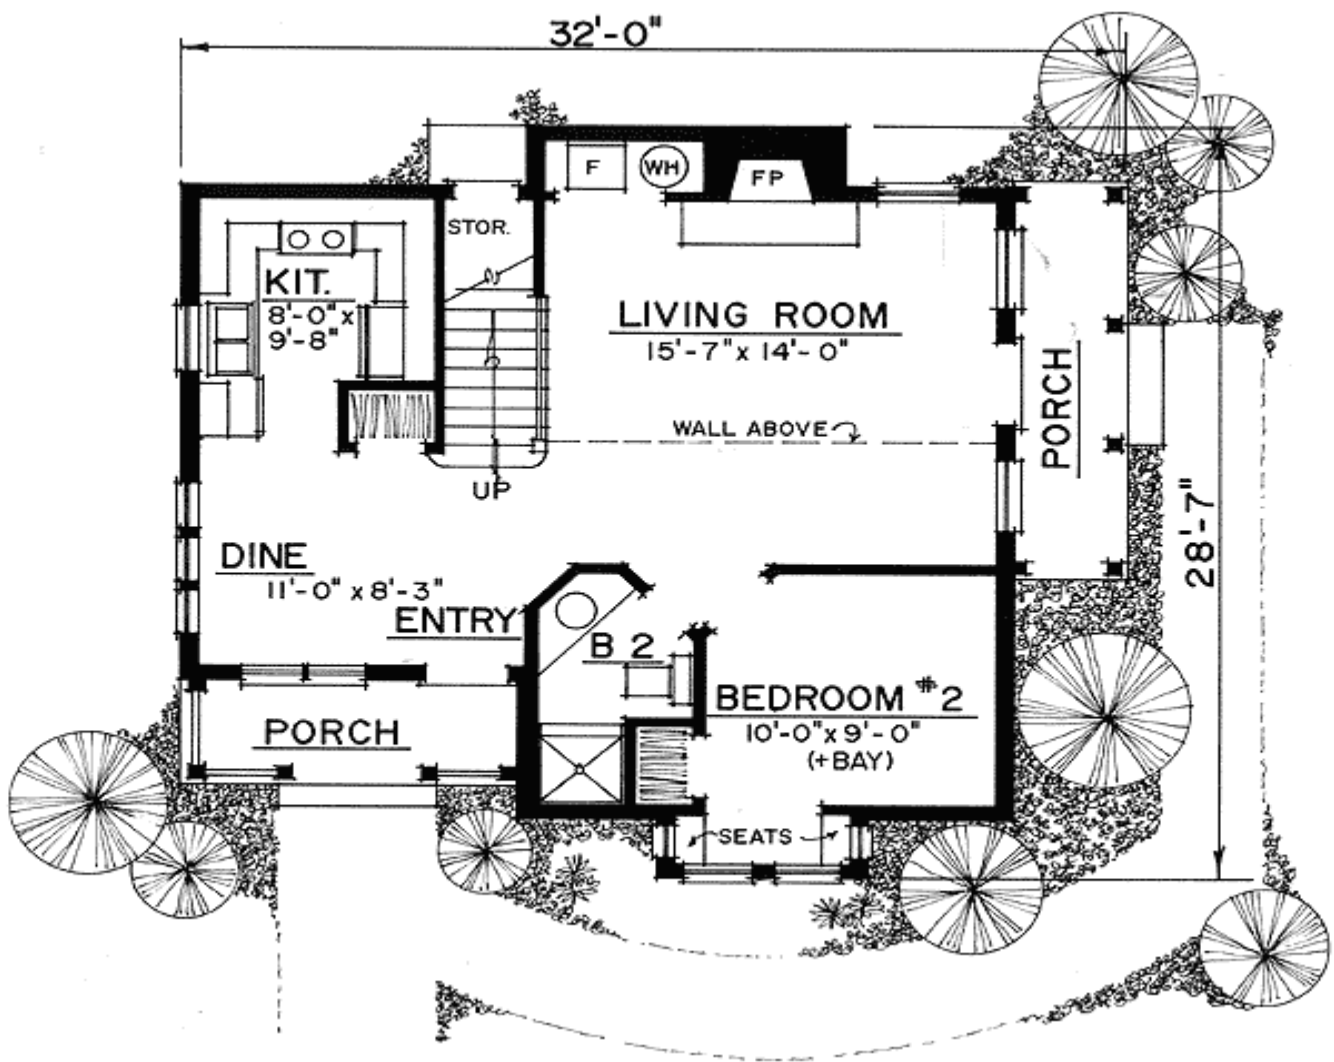 32'-0"
F
WH
FP
STOR.
KIT.
8'-0" x
9'-8"
LIVING ROOM
15'-7" x 14'-0"
WALL ABOVE
PORCH
UP
28'-7"
DINE
11'-0" x 8'-3"
ENTRY
B 2
BEDROOM #2
10'-0" x 9'-0"
(+BAY)
PORCH
SEATS